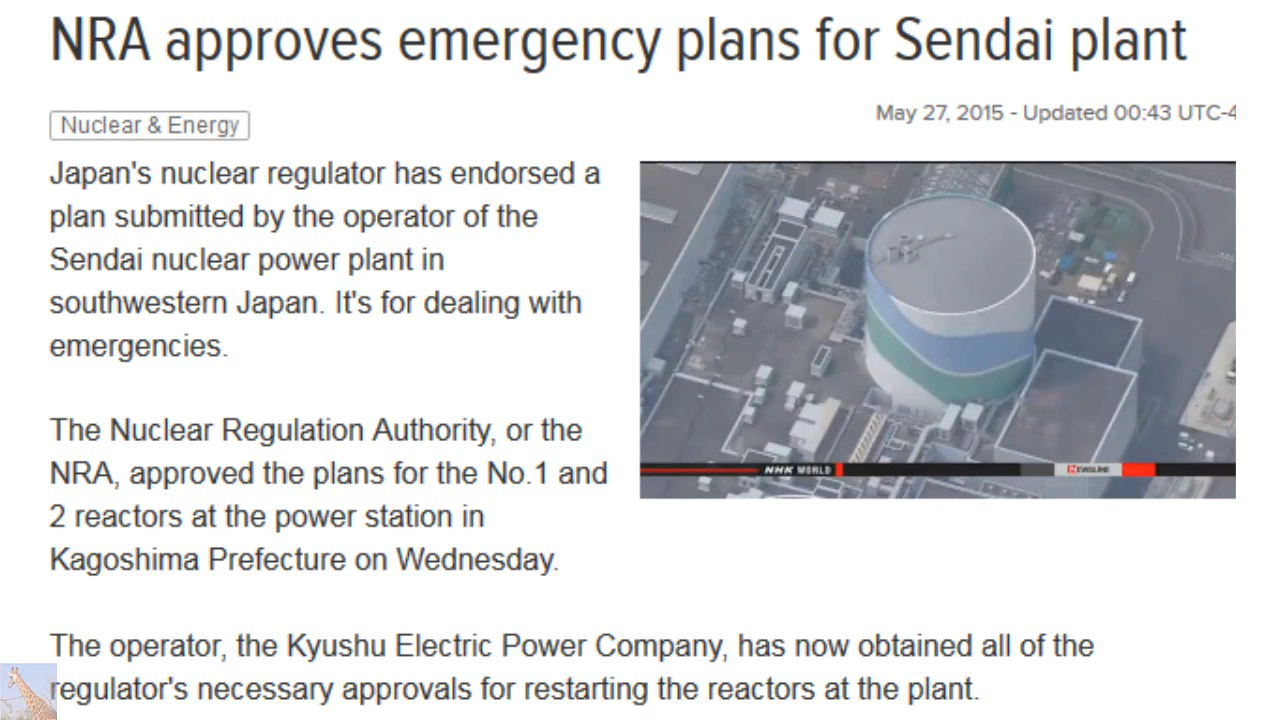 NRA approves emergency plans for Sendai plant
Nuclear & Energy
May 27, 2015 - Updated 00:43 UTC-4
Japan's nuclear regulator has endorsed a
plan submitted by the operator of the
Sendai nuclear power plant in
southwestern Japan. It's for dealing with
emergencies.
The Nuclear Regulation Authority, or the
NRA, approved the plans for the No.1 and
2 reactors at the power station in
Kagoshima Prefecture on Wednesday.
NHK WORLD
NEWSLINE
The operator, the Kyushu Electric Power Company, has now obtained all of the
regulator's necessary approvals for restarting the reactors at the plant.